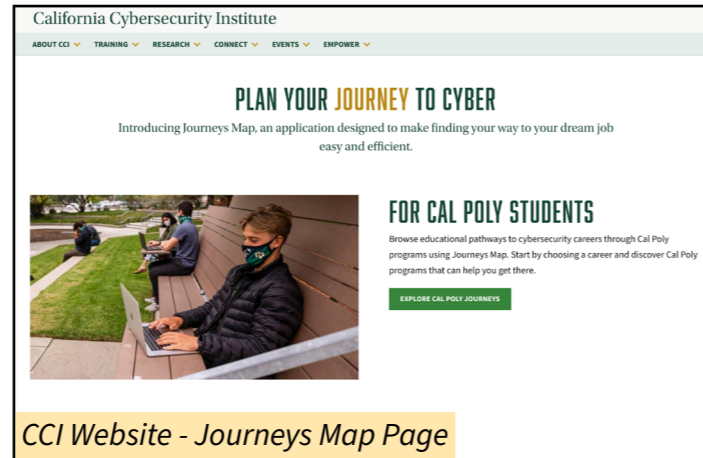 California Cybersecurity Institute
ABOUT CCI TRAINING RESEARCH CONNECT EVENTS EMPOWER
PLAN YOUR JOURNEY TO CYBER
Introducing Journeys Map, an application designed to make finding your way to your dream job
easy and efficient.
FOR CAL POLY STUDENTS
Browse educational pathways to cybersecurity careers through Cal Poly
programs using Journeys Map. Start by choosing a career and discover Cal Poly
programs that can help you get there.
EXPLORE CAL POLY JOURNEYS
CCI Website - Journeys Map Page